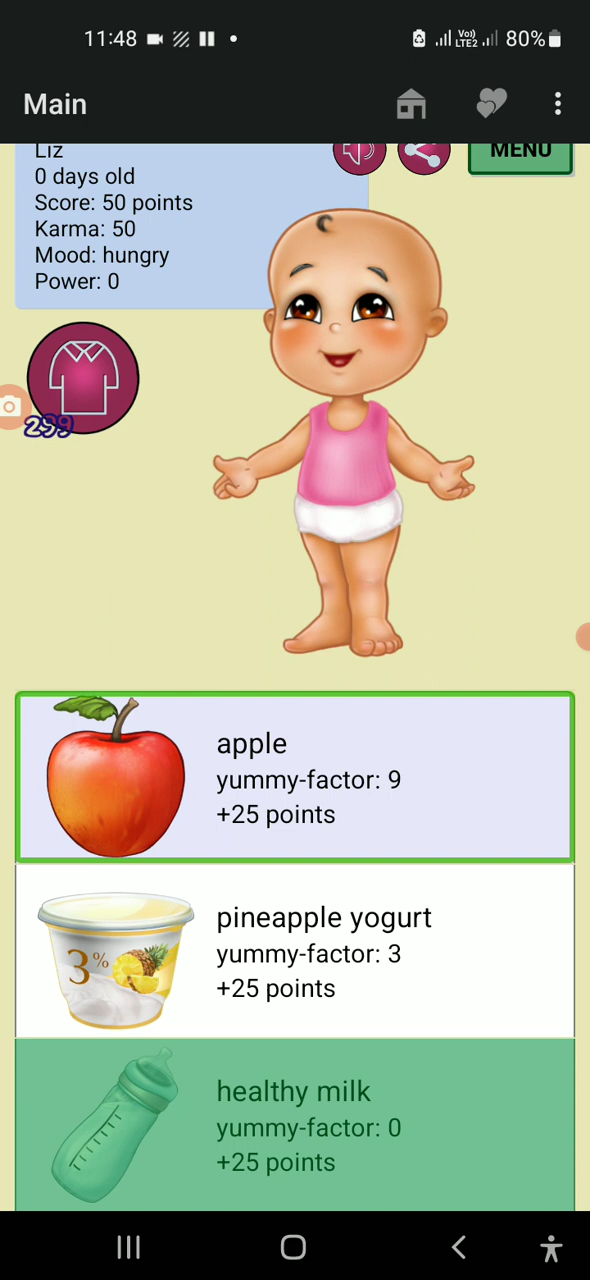 11:48
Vo))
LTE2
80%
Main
Liz
0 days old
Score: 50 points
Karma: 50
Mood: hungry
Power: 0
MENU
299
apple
yummy-factor: 9
+25 points
3%
pineapple yogurt
yummy-factor: 3
+25 points
healthy milk
yummy-factor: 0
+25 points